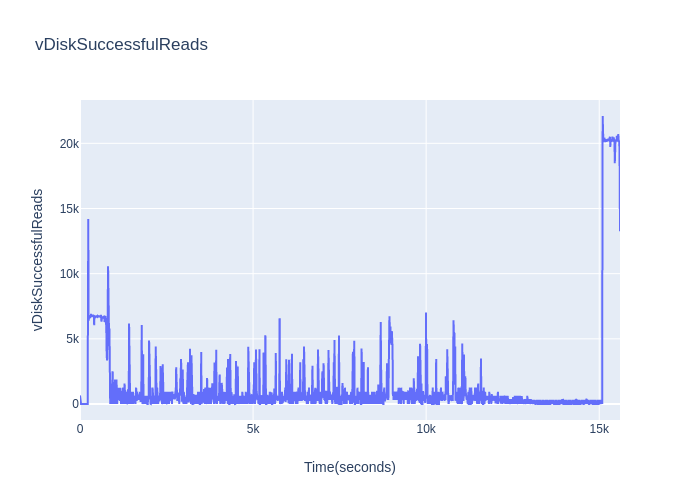 vDiskSuccessfulReads
vDiskSuccessfulReads
20k
15k
10k
5k
0
0
5k
10k
15k
Time(seconds)